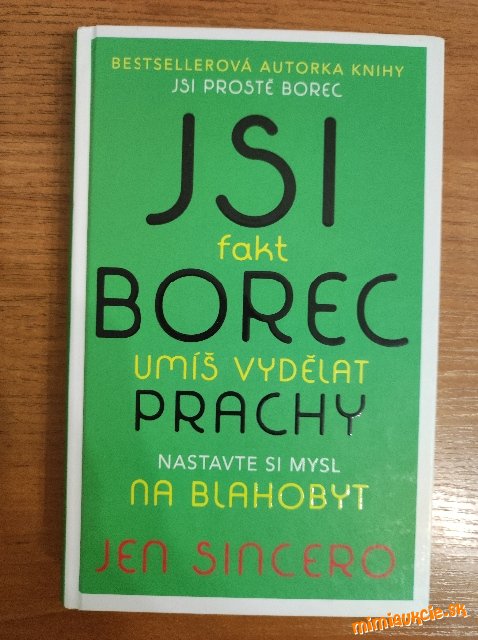 BESTSELLEROVÁ AUTORKA KNIHY
JSI PROSTĚ BOREC
JSI
fakt
BOREC
UMÍŠ VYDĚLAT
PRACHY
NASTAVTE SI MYSL
NA BLAHOBYT
JEN SINCERO
mimiaukcie.sk